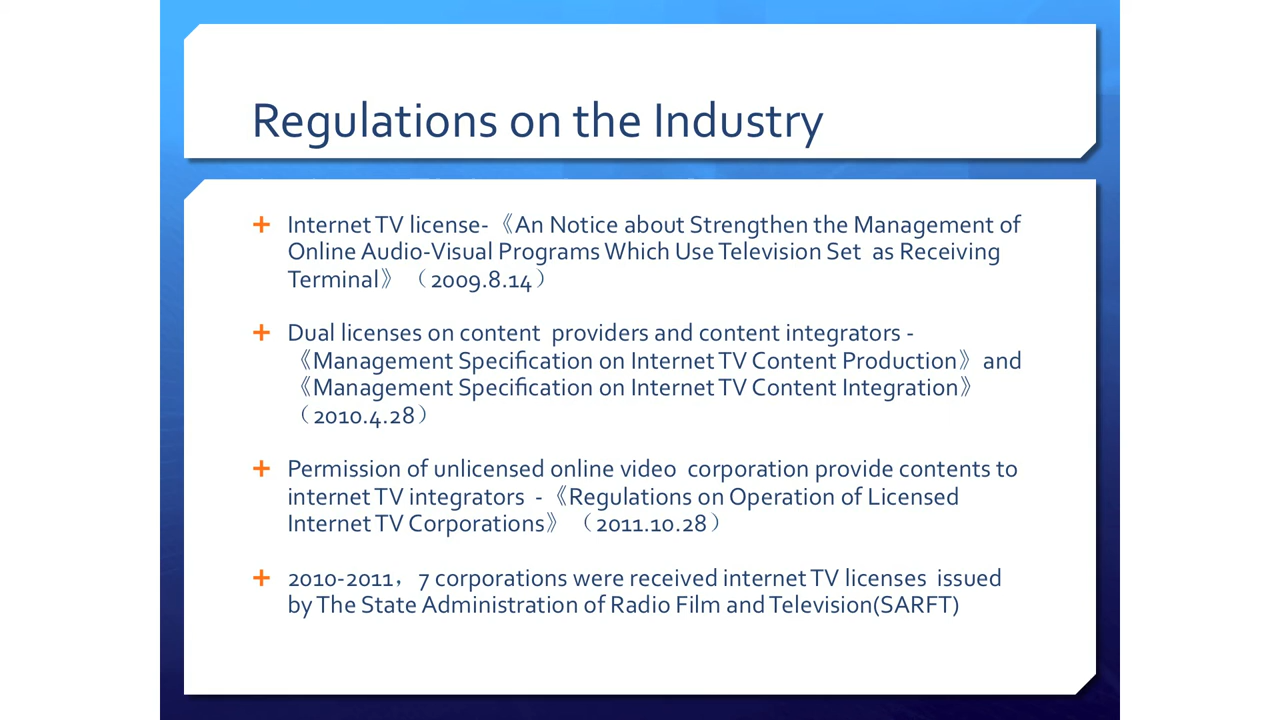 Regulations on the Industry
Internet TV license-《An Notice about Strengthen the Management of
Online Audio-Visual Programs Which Use Television Set  as Receiving
Terminal》（2009.8.14）
Dual licenses on content  providers and content integrators -
《Management Specification on Internet TV Content Production》and
《Management Specification on Internet TV Content Integration》
（2010.4.28）
Permission of unlicensed online video  corporation provide contents to
internet TV integrators  -《Regulations on Operation of Licensed
Internet TV Corporations》（2011.10.28）
2010-2011，7 corporations were received internet TV licenses  issued
by The State Administration of Radio Film and Television(SARFT)